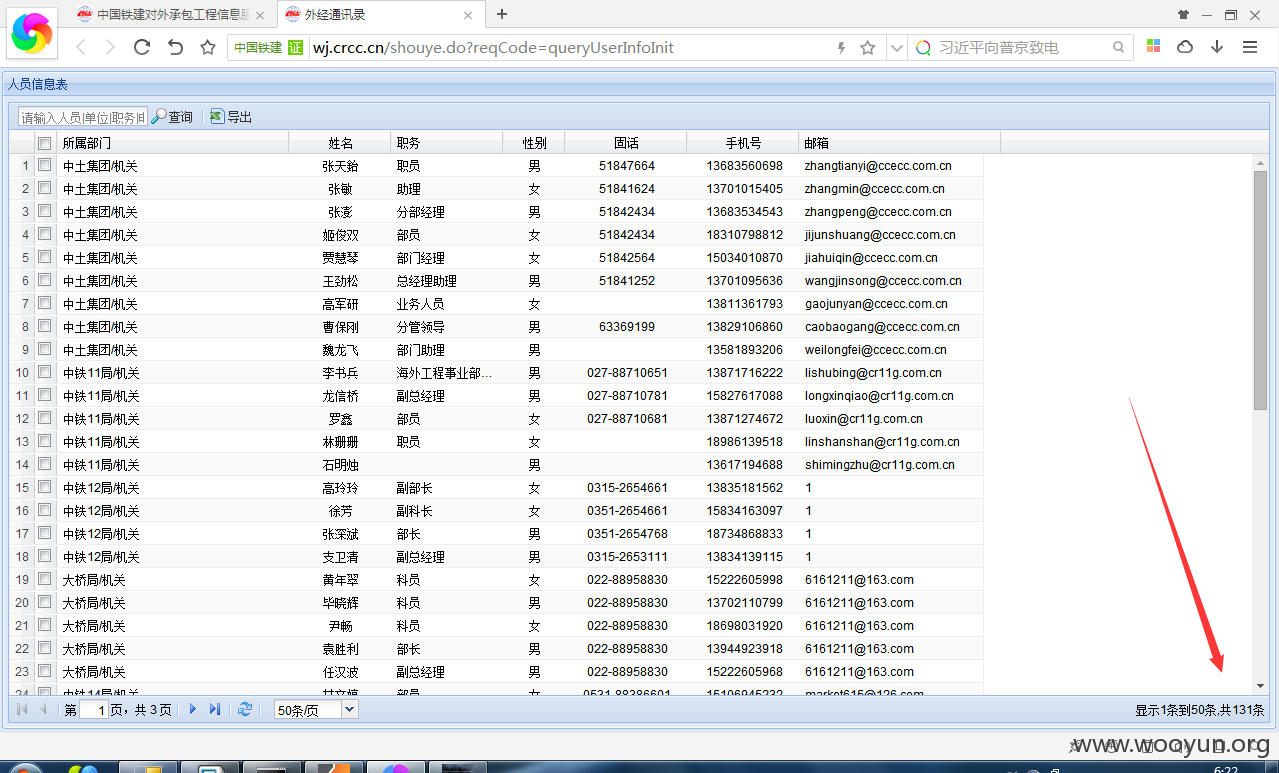 中国铁建对外承包工程信息服
外经通讯录
中国铁建 证 wj.crcc.cn/shouye.do?reqCode=queryUserInfoInit 习近平向普京致电
人员信息表
请输入人员|单位|职务|电 查询 导出
所属部门 姓名 职务 性别 固话 手机号 邮箱
1 中土集团/机关 张天鈶 职员 男 51847664 13683560698 zhangtianyi@ccecc.com.cn
2 中土集团/机关 张敏 助理 女 51841624 13701015405 zhangmin@ccecc.com.cn
3 中土集团/机关 张澎 分部经理 男 51842434 13683534543 zhangpeng@ccecc.com.cn
4 中土集团/机关 姬俊双 部员 女 51842434 18310798812 jijunshuang@ccecc.com.cn
5 中土集团/机关 贾慧琴 部门经理 女 51842564 15034010870 jiahuiqin@ccecc.com.cn
6 中土集团/机关 王劲松 总经理助理 男 51841252 13701095636 wangjinsong@ccecc.com.cn
7 中土集团/机关 高军研 业务人员 女 13811361793 gaojunyan@ccecc.com.cn
8 中土集团/机关 曹保刚 分管领导 男 63369199 13829106860 caobaogang@ccecc.com.cn
9 中土集团/机关 魏龙飞 部门助理 男 13581893206 weilongfei@ccecc.com.cn
10 中铁11局/机关 李书兵 海外工程事业部... 男 027-88710651 13871716222 lishubing@cr11g.com.cn
11 中铁11局/机关 龙信桥 副总经理 男 027-88710781 15827617088 longxinqiao@cr11g.com.cn
12 中铁11局/机关 罗鑫 部员 女 027-88710681 13871274672 luoxin@cr11g.com.cn
13 中铁11局/机关 林珊珊 职员 女 18986139518 linshanshan@cr11g.com.cn
14 中铁11局/机关 石明烛 男 13617194688 shimingzhu@cr11g.com.cn
15 中铁12局/机关 高玲玲 副部长 女 0315-2654661 13835181562 1
16 中铁12局/机关 徐芳 副科长 女 0351-2654661 15834163097 1
17 中铁12局/机关 张深斌 部长 男 0351-2654768 18734868833 1
18 中铁12局/机关 支卫清 副总经理 男 0315-2653111 13834139115 1
19 大桥局/机关 黄年翠 科员 女 022-88958830 15222605998 6161211@163.com
20 大桥局/机关 毕晓辉 科员 男 022-88958830 13702110799 6161211@163.com
21 大桥局/机关 尹畅 科员 女 022-88958830 18698031920 6161211@163.com
22 大桥局/机关 袁胜利 部长 男 022-88958830 13944923918 6161211@163.com
23 大桥局/机关 任汉波 副总经理 男 022-88958830 15222605968 6161211@163.com
24 中铁14局/机关 部员 女 0531-88386601 15106945232 market615@126.com
第 1 页，共 3 页 50条/页 显示1条到50条,共131条
www.wooyun.org
6:22